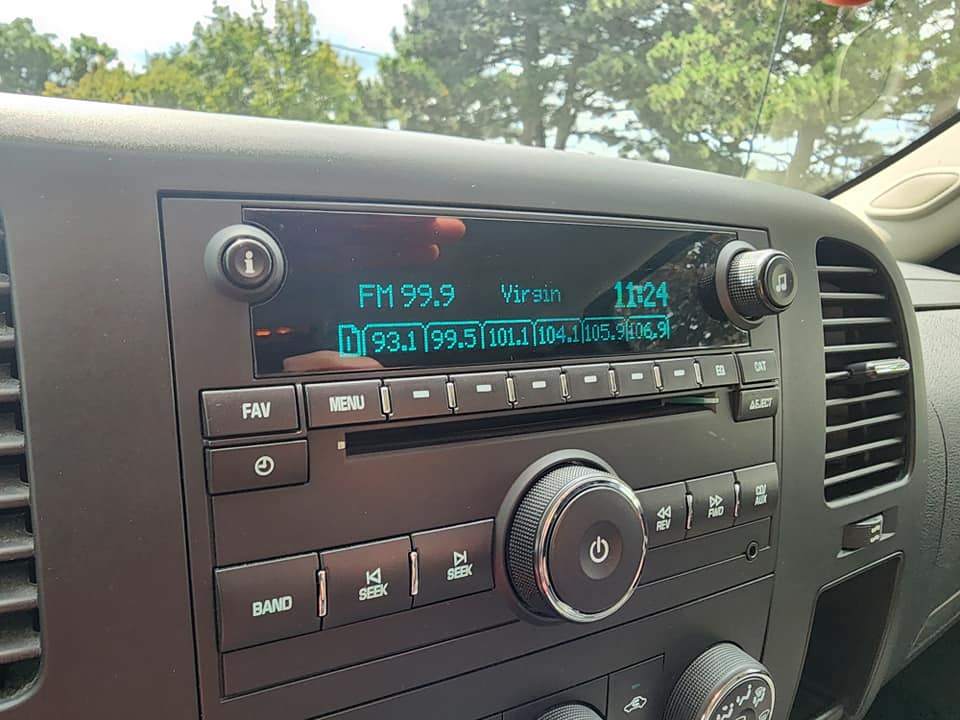 i
FM 99.9 Virgin 11:24
1 93.1 99.5 101.1 104.1 105.9 106.9
FAV MENU EQ CAT
EJECT
REV FWD CD/AUX
BAND SEEK SEEK